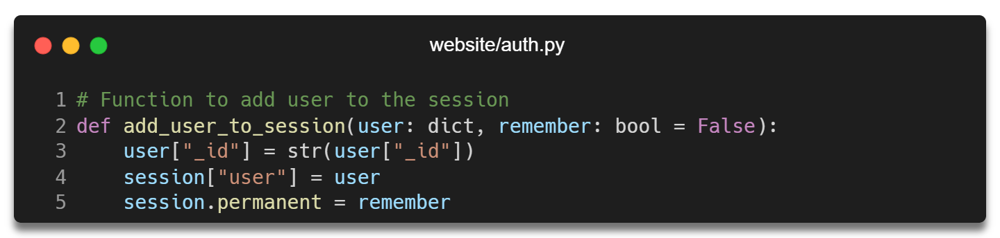 website/auth.py
1 # Function to add user to the session
2 def add_user_to_session(user: dict, remember: bool = False):
3     user["_id"] = str(user["_id"])
4     session["user"] = user
5     session.permanent = remember